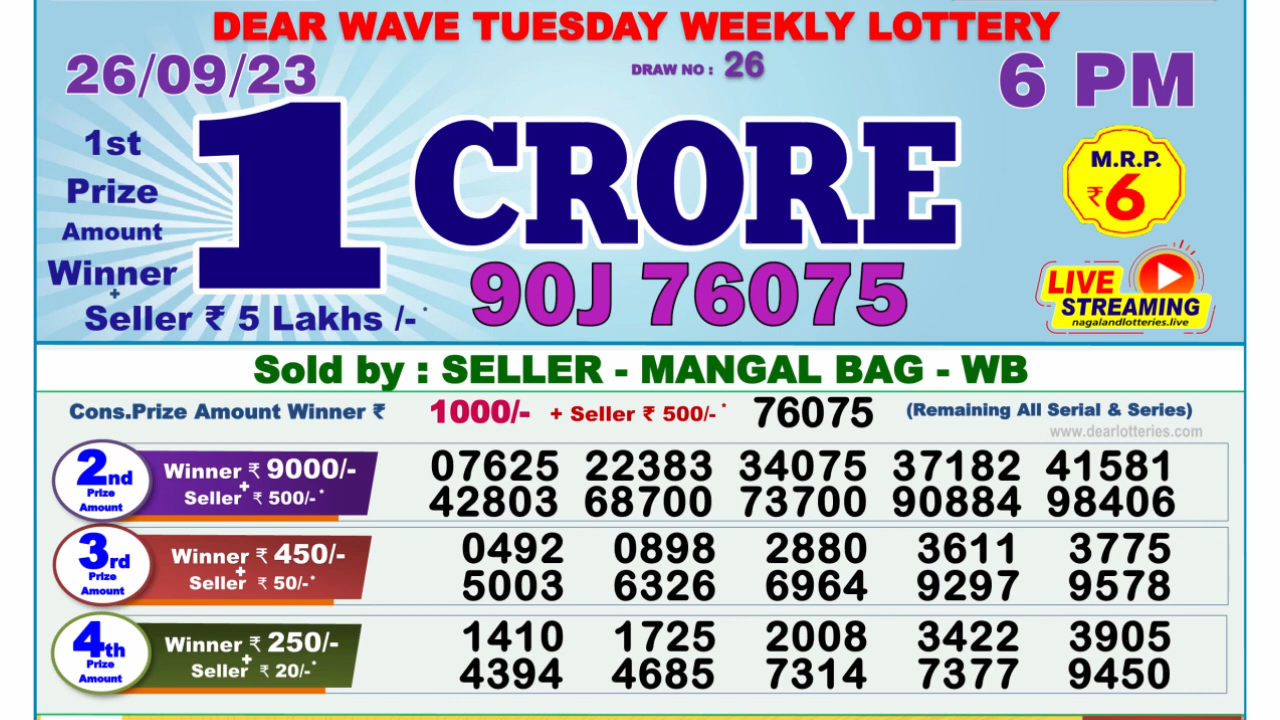 DEAR WAVE TUESDAY WEEKLY LOTTERY
26/09/23
DRAW NO : 26
6 PM
1st
Prize
Amount
Winner
+
Seller ₹ 5 Lakhs /-*
1 CRORE
90J 76075
M.R.P.
₹6
LIVE
STREAMING
nagalandlotteries.live
Sold by : SELLER - MANGAL BAG - WB
Cons.Prize Amount Winner ₹ 1000/- + Seller ₹ 500/-* 76075 (Remaining All Serial & Series)
www.dearlotteries.com
2nd
Prize
Amount
Winner ₹ 9000/-
+
Seller ₹ 500/-*
07625 22383 34075 37182 41581
42803 68700 73700 90884 98406
3rd
Prize
Amount
Winner ₹ 450/-
+
Seller ₹ 50/-*
0492 0898 2880 3611 3775
5003 6326 6964 9297 9578
4th
Prize
Amount
Winner ₹ 250/-
+
Seller ₹ 20/-*
1410 1725 2008 3422 3905
4394 4685 7314 7377 9450